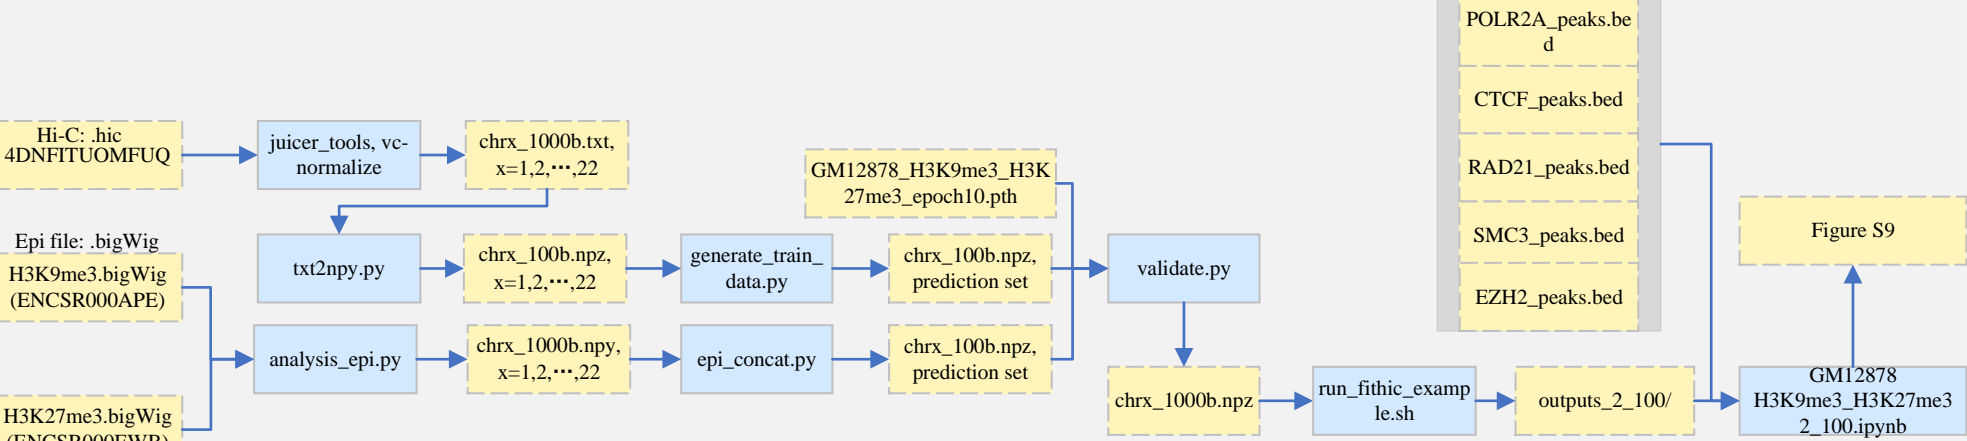 POLR2A_peaks.be
d
CTCF_peaks.bed
RAD21_peaks.bed
SMC3_peaks.bed
EZH2_peaks.bed
Hi-C: .hic
4DNFITUOMFUQ
juicer_tools, vc-
normalize
chrx_1000b.txt,
x=1,2,⋯,22
GM12878_H3K9me3_H3K
27me3_epoch10.pth
Figure S9
Epi file: .bigWig
H3K9me3.bigWig
(ENCSR000APE)
txt2npy.py
chrx_100b.npz,
x=1,2,⋯,22
generate_train_
data.py
chrx_100b.npz,
prediction set
validate.py
analysis_epi.py
chrx_1000b.npy,
x=1,2,⋯,22
epi_concat.py
chrx_100b.npz,
prediction set
H3K27me3.bigWig
chrx_1000b.npz
run_fithic_examp
le.sh
outputs_2_100/
GM12878
H3K9me3_H3K27me3
2_100.ipynb